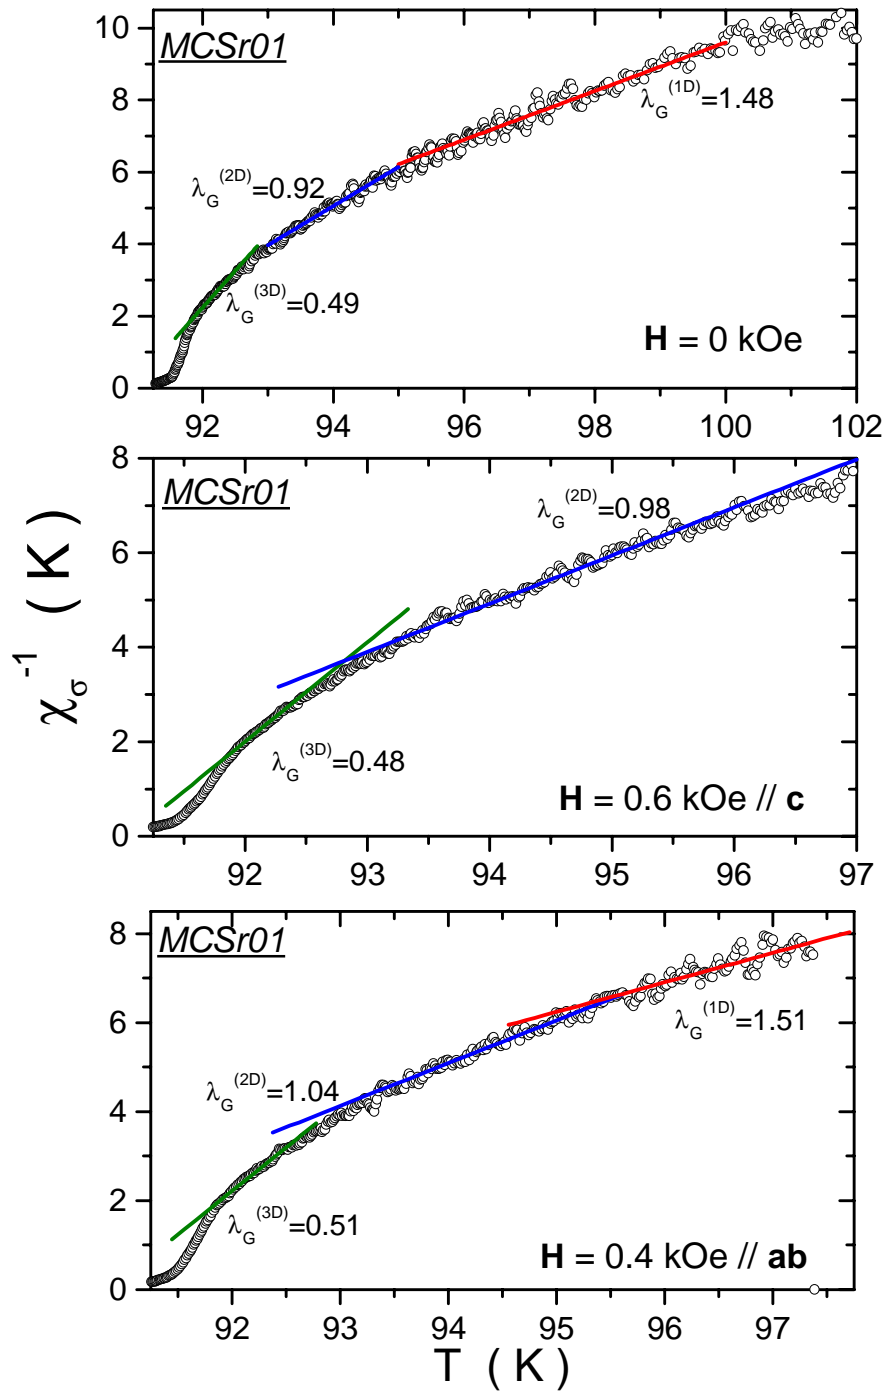 MCSr01
10
8
6
4
2
0
λG(1D)=1.48
λG(2D)=0.92
λG(3D)=0.49
H = 0 kOe
92 94 96 98 100 102
MCSr01
8
6
4
2
0
λG(2D)=0.98
λG(3D)=0.48
H = 0.6 kOe // c
92 93 94 95 96 97
χσ-1 ( K )
MCSr01
8
6
4
2
0
λG(1D)=1.51
λG(2D)=1.04
λG(3D)=0.51
H = 0.4 kOe // ab
92 93 94 95 96 97
T ( K )